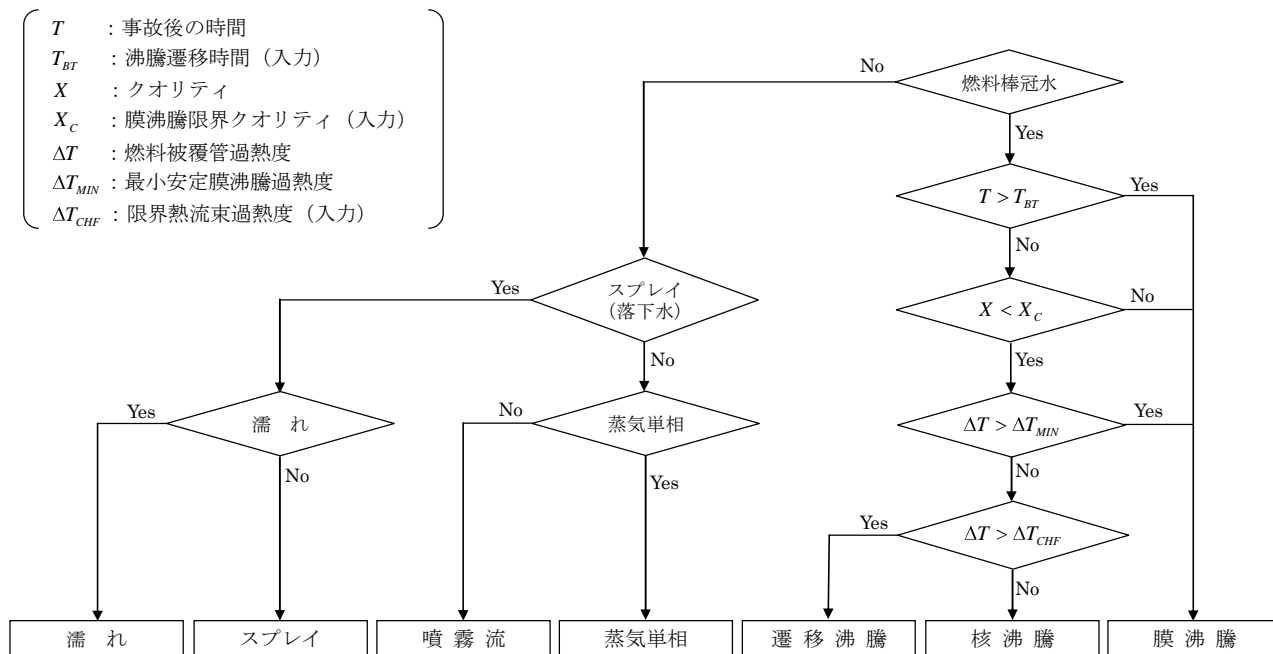 T ：事故後の時間
T_BT ：沸騰遷移時間（入力）
X ：クオリティ
X_C ：膜沸騰限界クオリティ（入力）
ΔT ：燃料被覆管過熱度
ΔT_MIN ：最小安定膜沸騰過熱度
ΔT_CHF ：限界熱流束過熱度（入力）
燃料棒冠水
No
Yes
T > T_BT
Yes
No
スプレイ
（落下水）
Yes
No
X < X_C
No
Yes
濡 れ
Yes
No
蒸気単相
No
Yes
ΔT > ΔT_MIN
Yes
No
ΔT > ΔT_CHF
Yes
No
濡 れ
スプレイ
噴 霧 流
蒸気単相
遷 移 沸 騰
核 沸 騰
膜 沸 騰